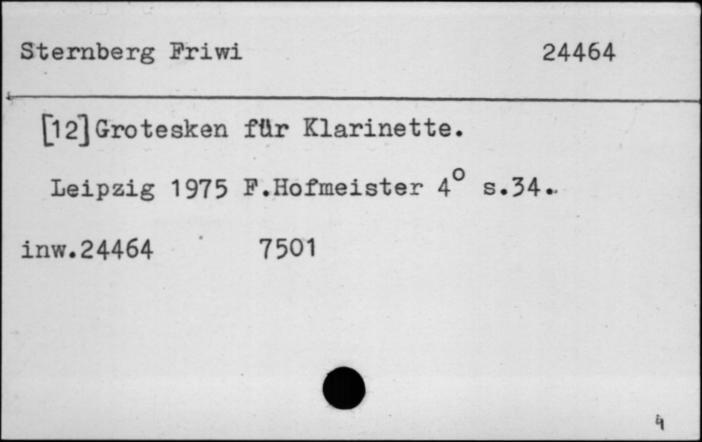 Sternberg Friwi 24464
[12] Grotesken für Klarinette.
Leipzig 1975 F.Hofmeister 4° s.34.
inw.24464 7501
4